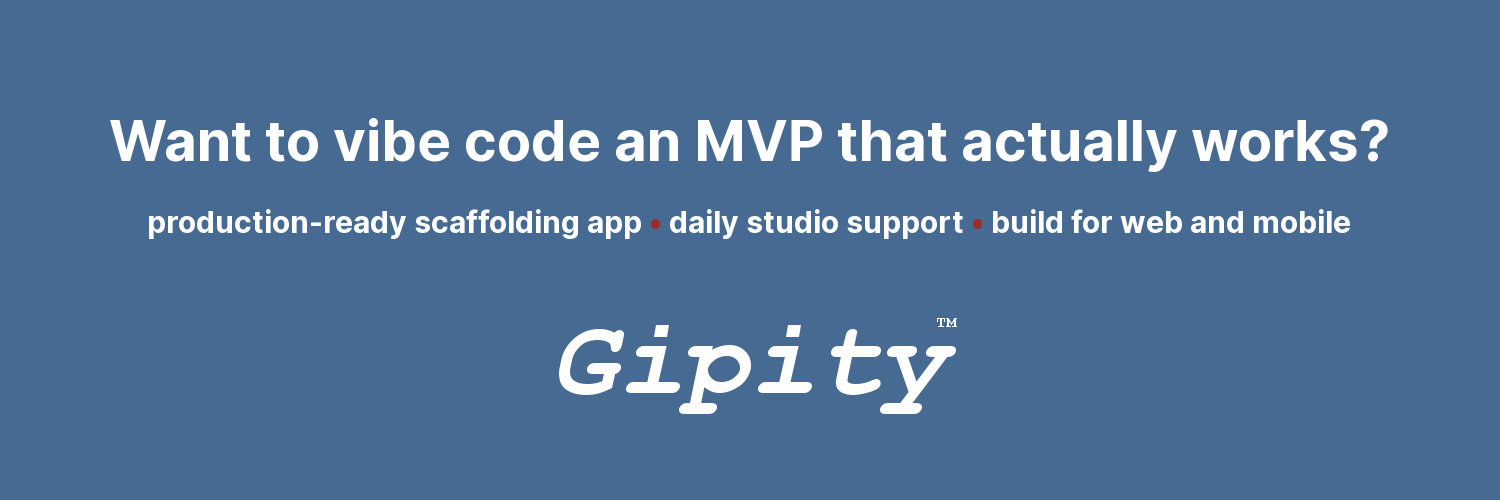 Want to vibe code an MVP that actually works?
production-ready scaffolding app • daily studio support • build for web and mobile
Gipity™